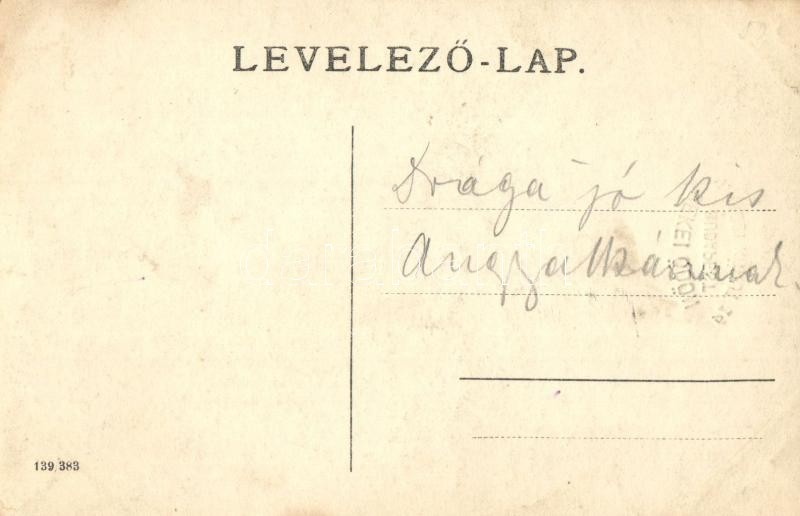 LEVELEZŐ-LAP.
Drága jó kis
Angyalkámnak.
139,383